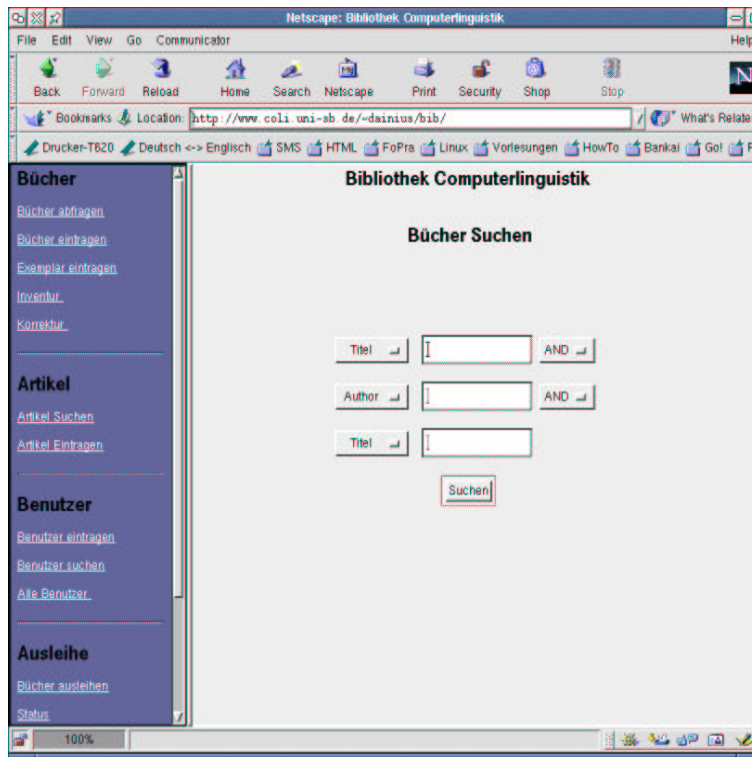 Netscape: Bibliothek Computerlinguistik
File Edit View Go Communicator Help
Back Forward Reload Home Search Netscape Print Security Shop Stop
N
Bookmarks Location: http://www.coli.uni-sb.de/~dainius/bib/ What's Relate
Drucker-T620 Deutsch <-> Englisch SMS HTML FoPra Linux Vorlesungen HowTo Bankai Go!
Bücher
Bücher abfragen
Bücher eintragen
Exemplar eintragen
Inventur
Korrektur
Artikel
Artikel Suchen
Artikel Eintragen
Benutzer
Benutzer eintragen
Benutzer suchen
Alle Benutzer
Ausleihe
Bücher ausleihen
Status
Bibliothek Computerlinguistik
Bücher Suchen
Titel AND
Author AND
Titel
Suchen
100%